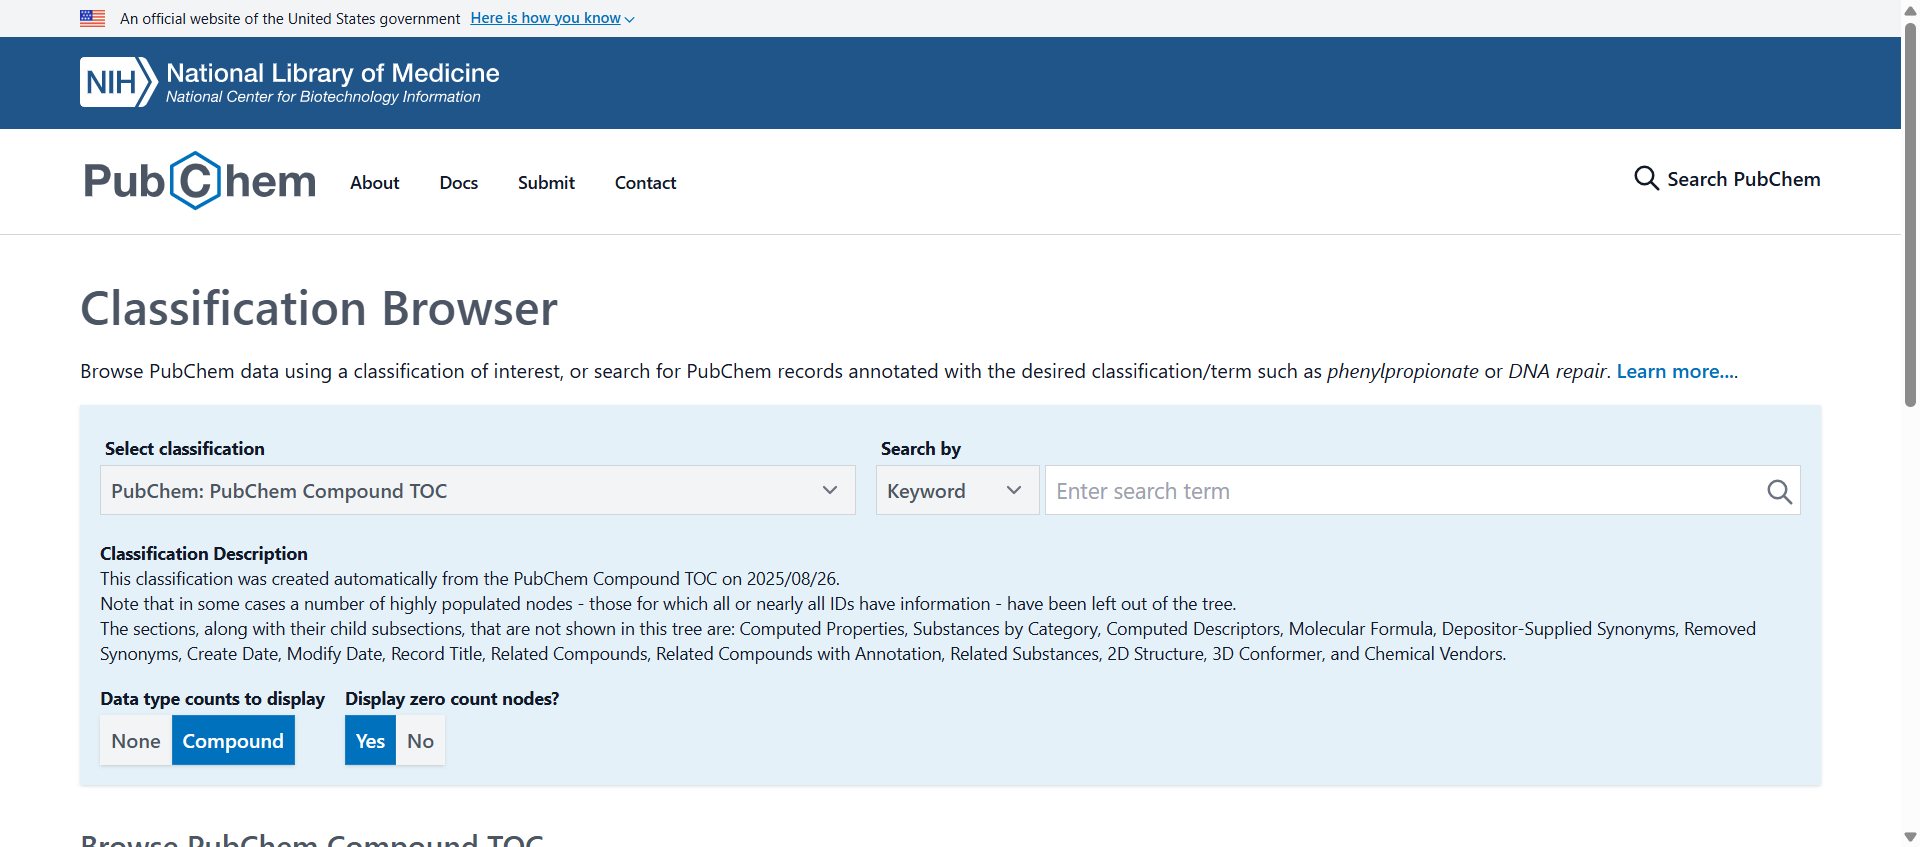 An official website of the United States government Here is how you know
NIH National Library of Medicine
National Center for Biotechnology Information
PubChem About Docs Submit Contact Search PubChem
Classification Browser
Browse PubChem data using a classification of interest, or search for PubChem records annotated with the desired classification/term such as phenylpropionate or DNA repair. Learn more....
Select classification Search by
PubChem: PubChem Compound TOC Keyword Enter search term
Classification Description
This classification was created automatically from the PubChem Compound TOC on 2025/08/26.
Note that in some cases a number of highly populated nodes - those for which all or nearly all IDs have information - have been left out of the tree.
The sections, along with their child subsections, that are not shown in this tree are: Computed Properties, Substances by Category, Computed Descriptors, Molecular Formula, Depositor-Supplied Synonyms, Removed
Synonyms, Create Date, Modify Date, Record Title, Related Compounds, Related Compounds with Annotation, Related Substances, 2D Structure, 3D Conformer, and Chemical Vendors.
Data type counts to display Display zero count nodes?
None Compound Yes No
Browse PubChem Compound TOC